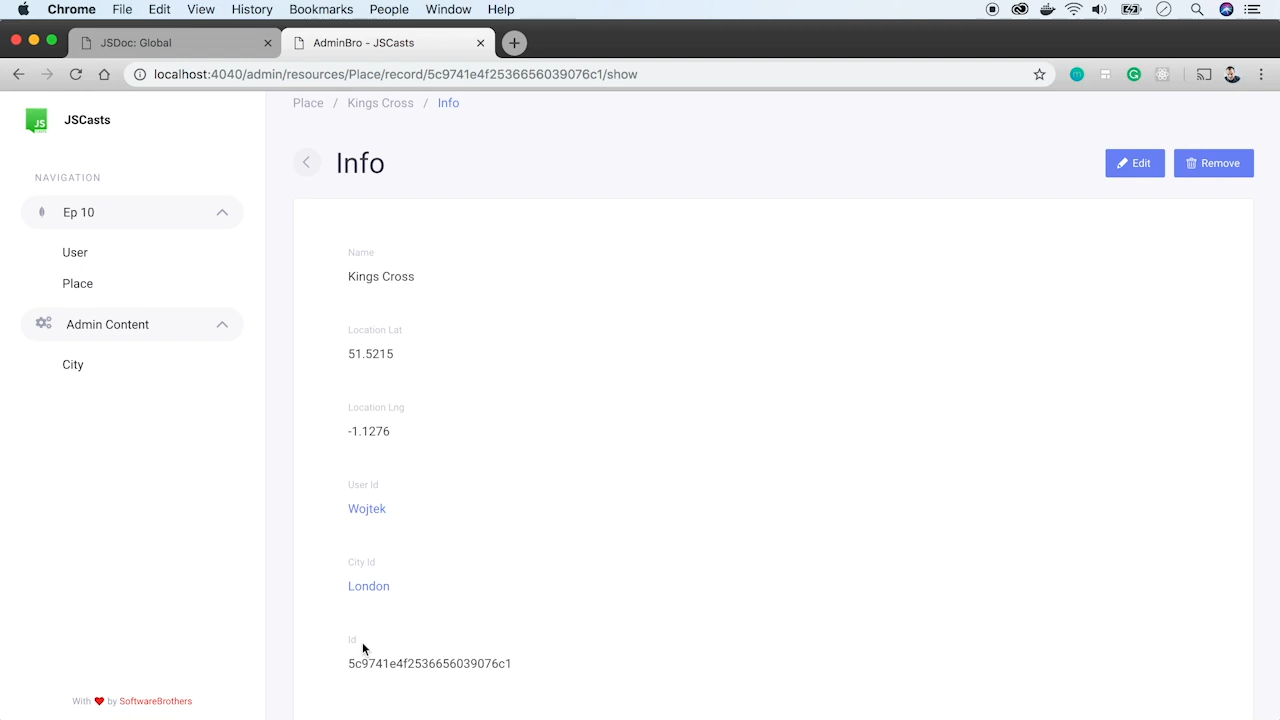 Chrome File Edit View History Bookmarks People Window Help
JSDoc: Global
AdminBro - JSCasts
localhost:4040/admin/resources/Place/record/5c9741e4f2536656039076c1/show
JS
JSCasts
NAVIGATION
Ep 10
User
Place
Admin Content
City
With ❤ by SoftwareBrothers
Place / Kings Cross / Info
Info
Edit
Remove
Name
Kings Cross
Location Lat
51.5215
Location Lng
-1.1276
User Id
Wojtek
City Id
London
Id
5c9741e4f2536656039076c1